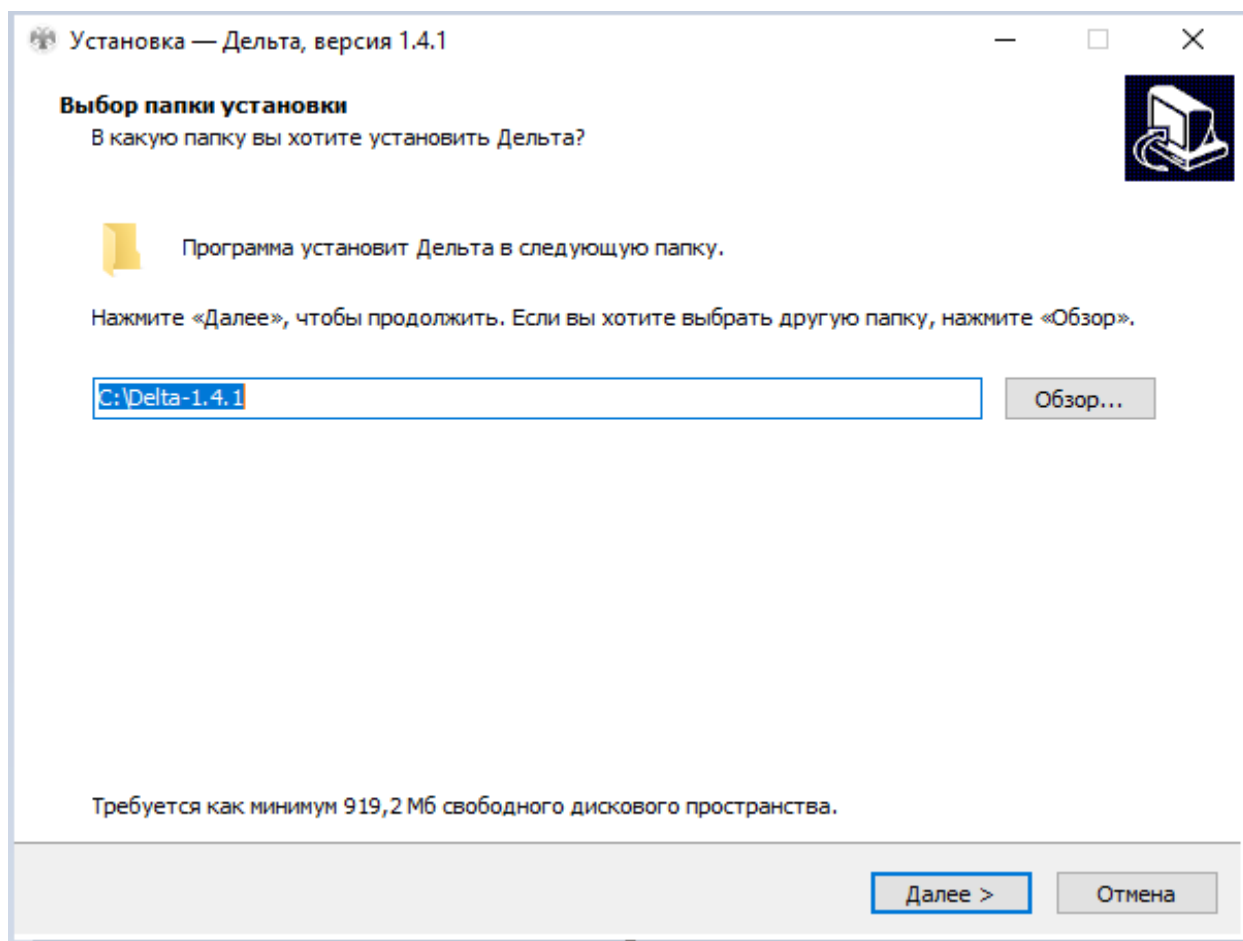 Установка — Дельта, версия 1.4.1
Выбор папки установки
В какую папку вы хотите установить Дельта?
Программа установит Дельта в следующую папку.
Нажмите «Далее», чтобы продолжить. Если вы хотите выбрать другую папку, нажмите «Обзор».
C:\Delta-1.4.1
Обзор...
Требуется как минимум 919,2 Мб свободного дискового пространства.
Далее >
Отмена